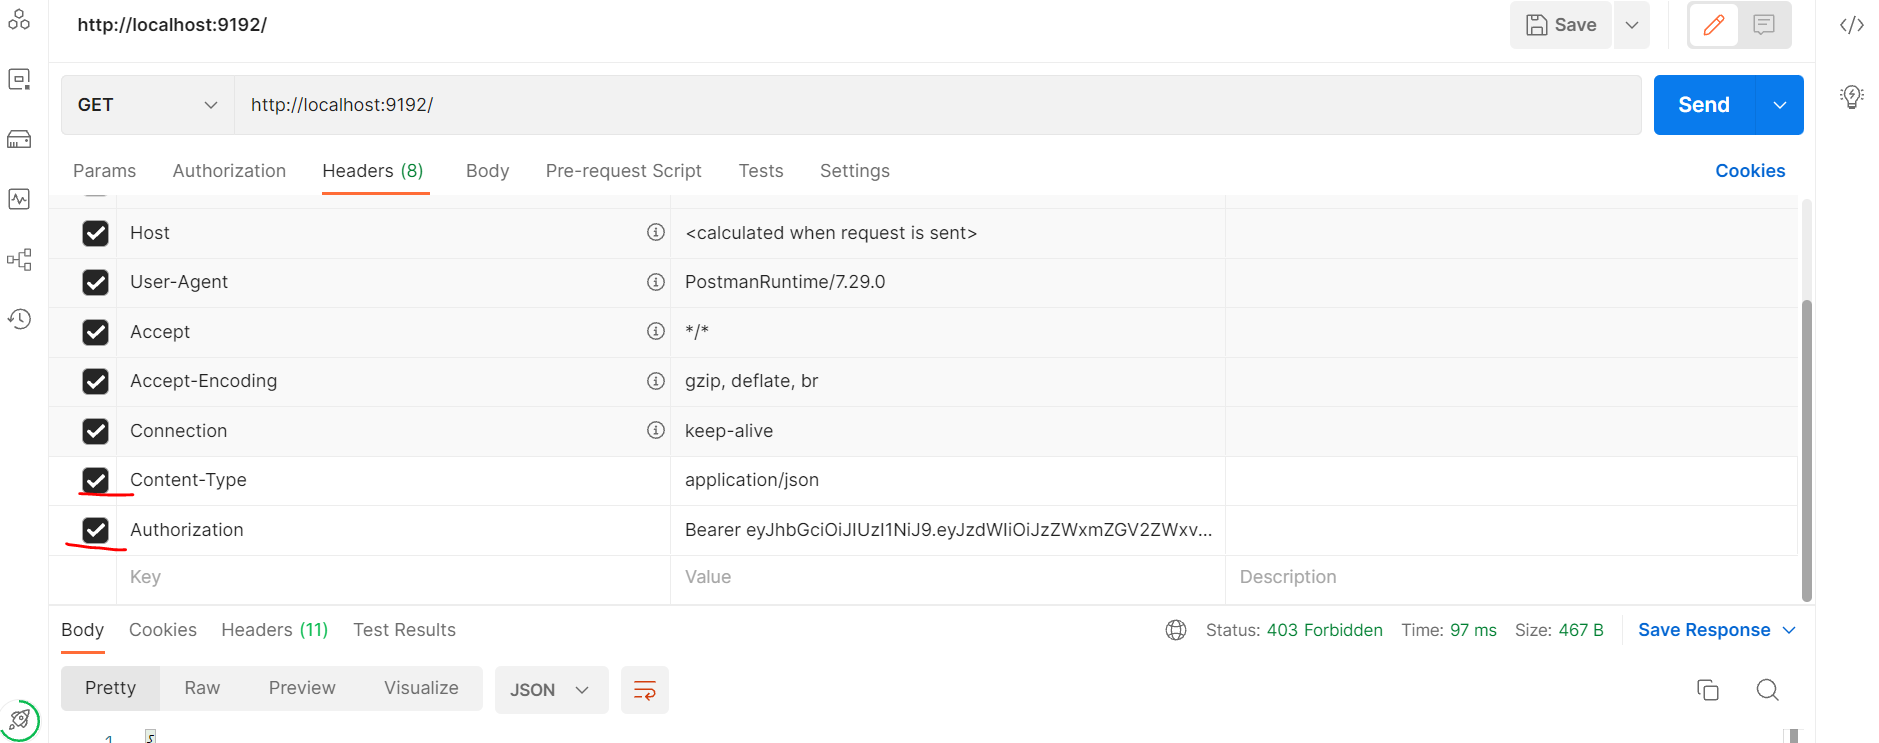 http://localhost:9192/
Save
GET
http://localhost:9192/
Send
Params Authorization Headers (8) Body Pre-request Script Tests Settings Cookies
Host <calculated when request is sent>
User-Agent PostmanRuntime/7.29.0
Accept */*
Accept-Encoding gzip, deflate, br
Connection keep-alive
Content-Type application/json
Authorization Bearer eyJhbGciOiJIUzI1NiJ9.eyJzdWIiOiJzZWxmZGV2ZWxv...
Key Value Description
Body Cookies Headers (11) Test Results Status: 403 Forbidden Time: 97 ms Size: 467 B Save Response
Pretty Raw Preview Visualize JSON
1 {